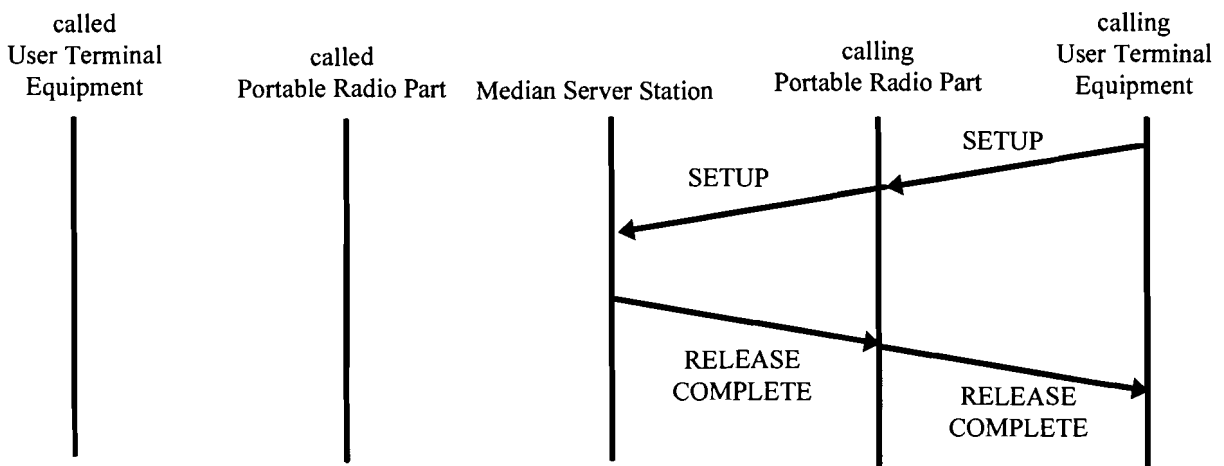 called
User Terminal
Equipment
called
Portable Radio Part
Median Server Station
calling
Portable Radio Part
calling
User Terminal
Equipment
SETUP
SETUP
RELEASE
COMPLETE
RELEASE
COMPLETE